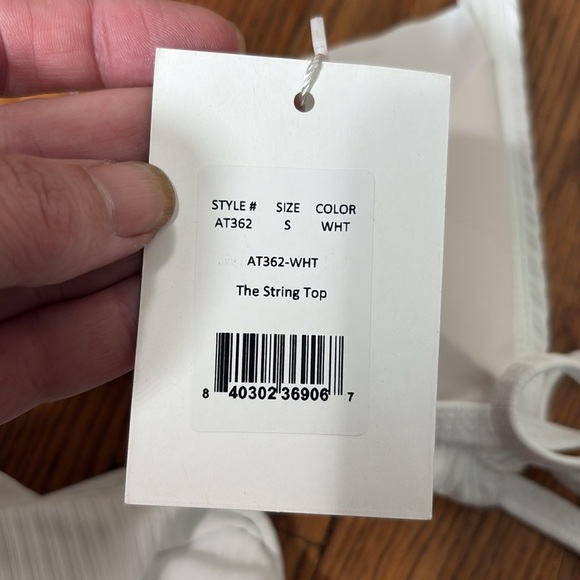 STYLE # SIZE COLOR
AT362 S WHT
AT362-WHT
The String Top
8 40302 36906 7